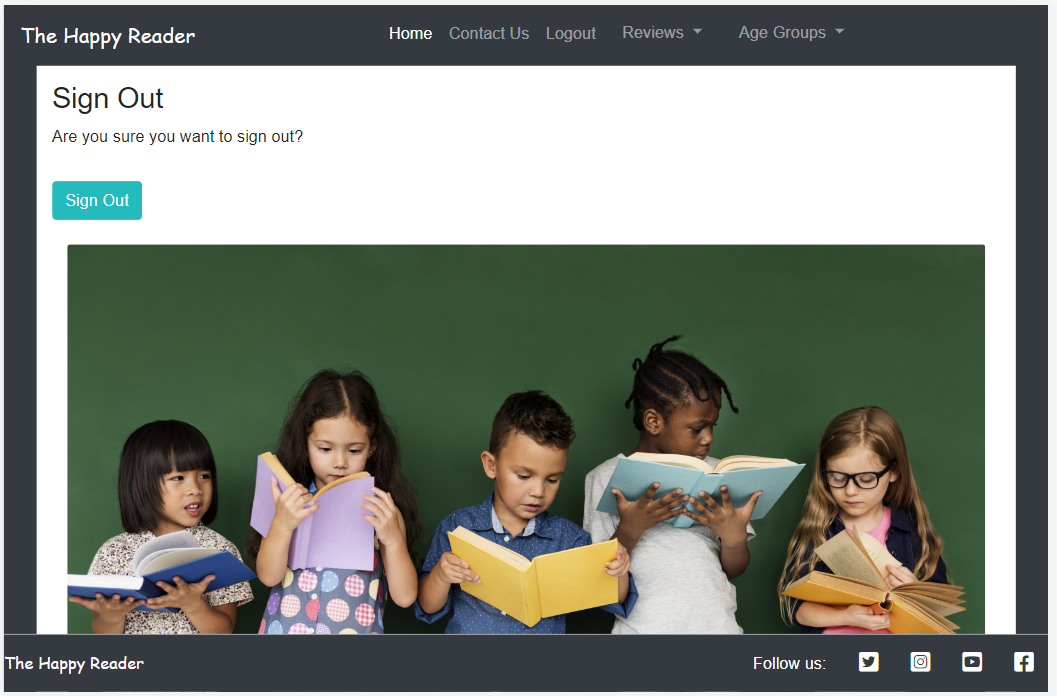 The Happy Reader Home Contact Us Logout Reviews Age Groups
Sign Out
Are you sure you want to sign out?
Sign Out
The Happy Reader Follow us: